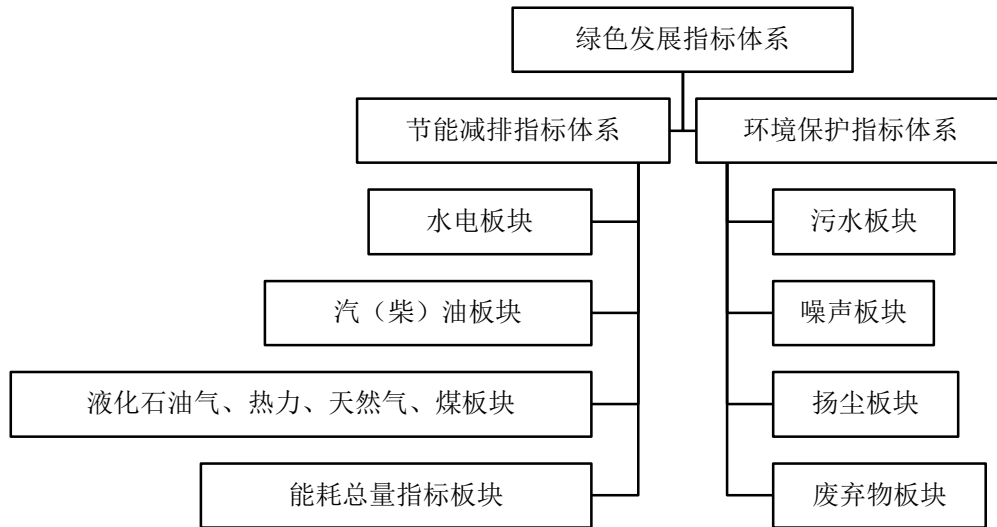 绿色发展指标体系
节能减排指标体系
环境保护指标体系
水电板块
污水板块
汽（柴）油板块
噪声板块
液化石油气、热力、天然气、煤板块
扬尘板块
能耗总量指标板块
废弃物板块